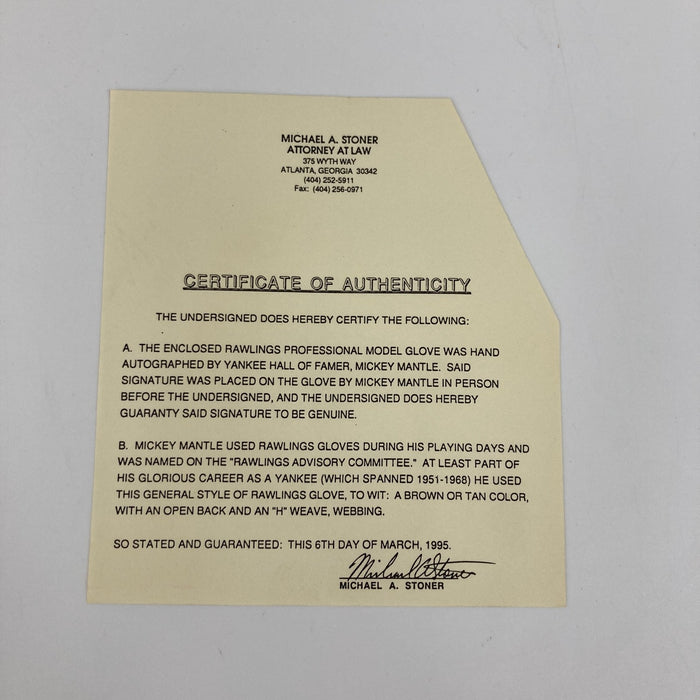 MICHAEL A. STONER
ATTORNEY AT LAW
375 WYTH WAY
ATLANTA, GEORGIA 30342
(404) 252-5911
Fax: (404) 256-0971
CERTIFICATE OF AUTHENTICITY
THE UNDERSIGNED DOES HEREBY CERTIFY THE FOLLOWING:
A. THE ENCLOSED RAWLINGS PROFESSIONAL MODEL GLOVE WAS HAND
AUTOGRAPHED BY YANKEE HALL OF FAMER, MICKEY MANTLE. SAID
SIGNATURE WAS PLACED ON THE GLOVE BY MICKEY MANTLE IN PERSON
BEFORE THE UNDERSIGNED, AND THE UNDERSIGNED DOES HEREBY
GUARANTY SAID SIGNATURE TO BE GENUINE.
B. MICKEY MANTLE USED RAWLINGS GLOVES DURING HIS PLAYING DAYS AND
WAS NAMED ON THE "RAWLINGS ADVISORY COMMITTEE." AT LEAST PART OF
HIS GLORIOUS CAREER AS A YANKEE (WHICH SPANNED 1951-1968) HE USED
THIS GENERAL STYLE OF RAWLINGS GLOVE, TO WIT: A BROWN OR TAN COLOR,
WITH AN OPEN BACK AND AN "H" WEAVE, WEBBING.
SO STATED AND GUARANTEED: THIS 6TH DAY OF MARCH, 1995.
Michael A Stoner
MICHAEL A. STONER